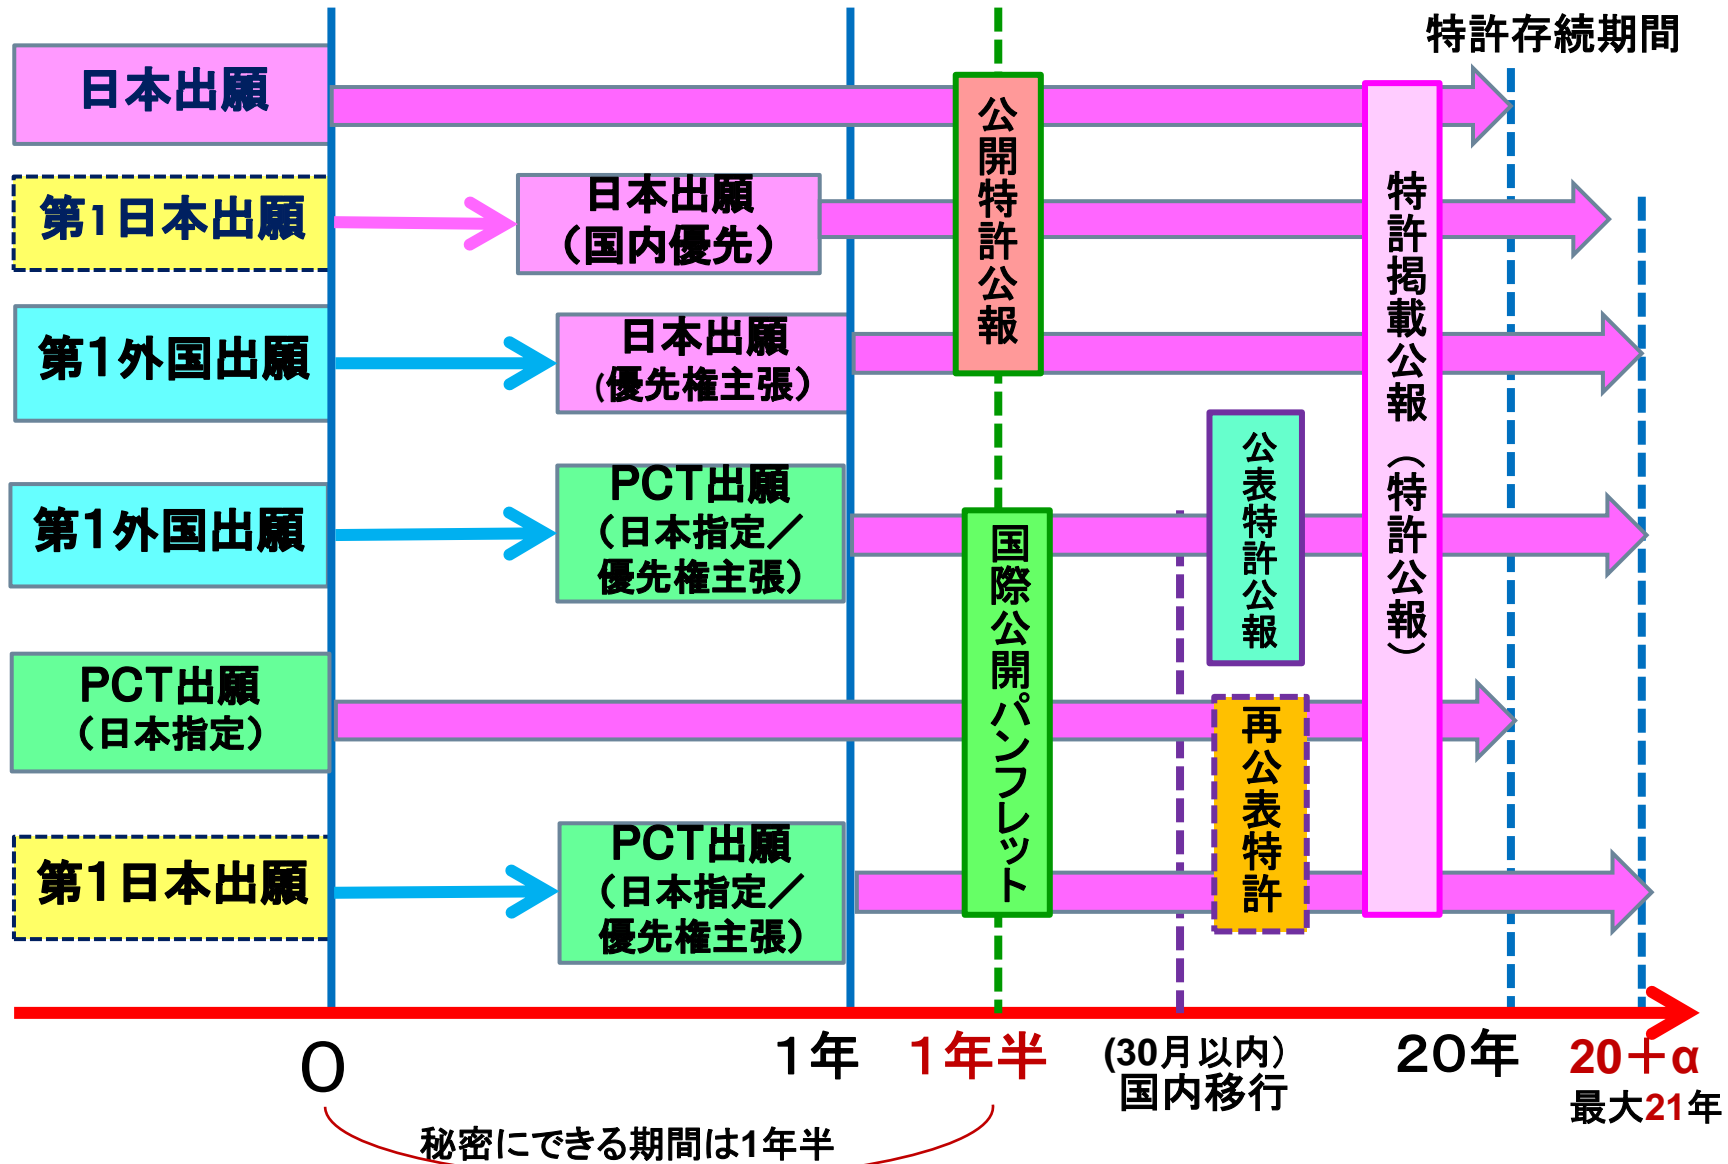 特許存続期間
日本出願
第1日本出願
日本出願
（国内優先）
第1外国出願
日本出願
(優先権主張）
第1外国出願
PCT出願
（日本指定／
優先権主張）
PCT出願
（日本指定）
第1日本出願
PCT出願
（日本指定／
優先権主張）
公開特許公報
国際公開パンフレット
公表特許公報
再公表特許
特許掲載公報（特許公報）
0
1年
1年半
(30月以内）
国内移行
20年
20＋α
最大21年
秘密にできる期間は1年半